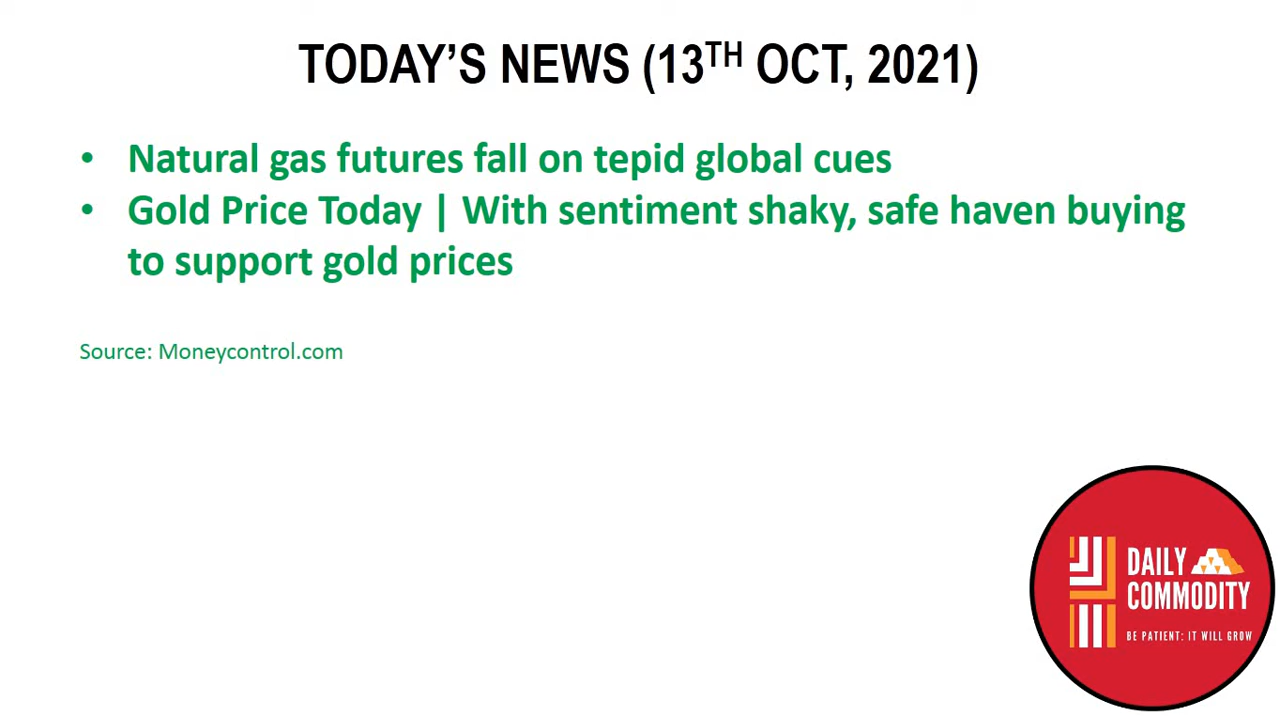 TODAY’S NEWS (13TH OCT, 2021)
• Natural gas futures fall on tepid global cues
• Gold Price Today | With sentiment shaky, safe haven buying
to support gold prices
Source: Moneycontrol.com
DAILY
COMMODITY
BE PATIENT: IT WILL GROW